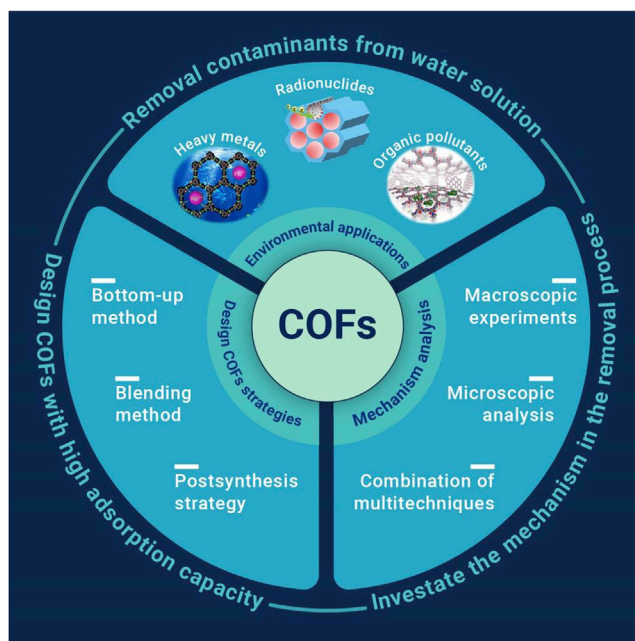 Removal contaminants from water solution
Radionuclides
Heavy metals
Organic pollutants
Environmental applications
COFs
Design COFs strategies
Mechanism analysis
Bottom-up
method
Blending
method
Postsynthesis
strategy
Macroscopic
experiments
Microscopic
analysis
Combination of
multitechniques
Design COFs with high adsorption capacity
Investate the mechanism in the removal process